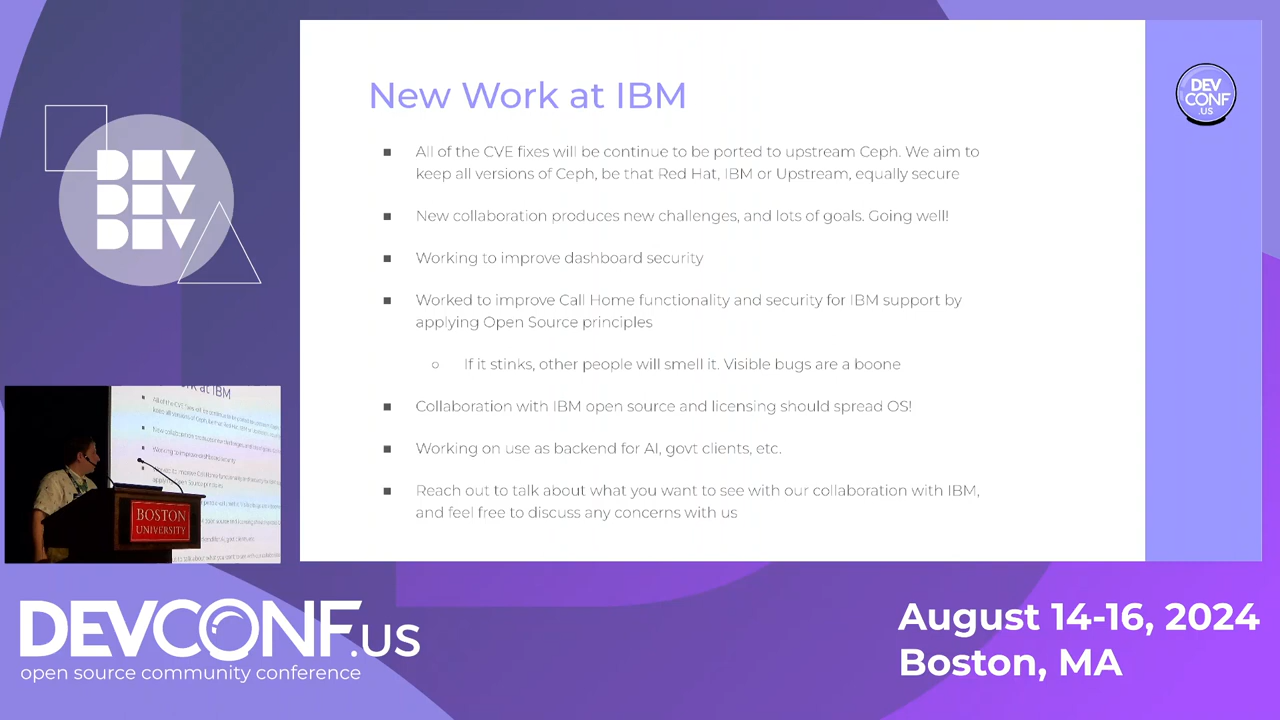 New Work at IBM
DEV
CONF
.US
■ All of the CVE fixes will be continue to be ported to upstream Ceph. We aim to
keep all versions of Ceph, be that Red Hat, IBM or Upstream, equally secure
■ New collaboration produces new challenges, and lots of goals. Going well!
■ Working to improve dashboard security
■ Worked to improve Call Home functionality and security for IBM support by
applying Open Source principles
○ If it stinks, other people will smell it. Visible bugs are a boone
■ Collaboration with IBM open source and licensing should spread OS!
■ Working on use as backend for AI, govt clients, etc.
■ Reach out to talk about what you want to see with our collaboration with IBM,
and feel free to discuss any concerns with us
DEV
DEV
DEV
BOSTON
UNIVERSITY
DEVCONF.US
open source community conference
August 14-16, 2024
Boston, MA